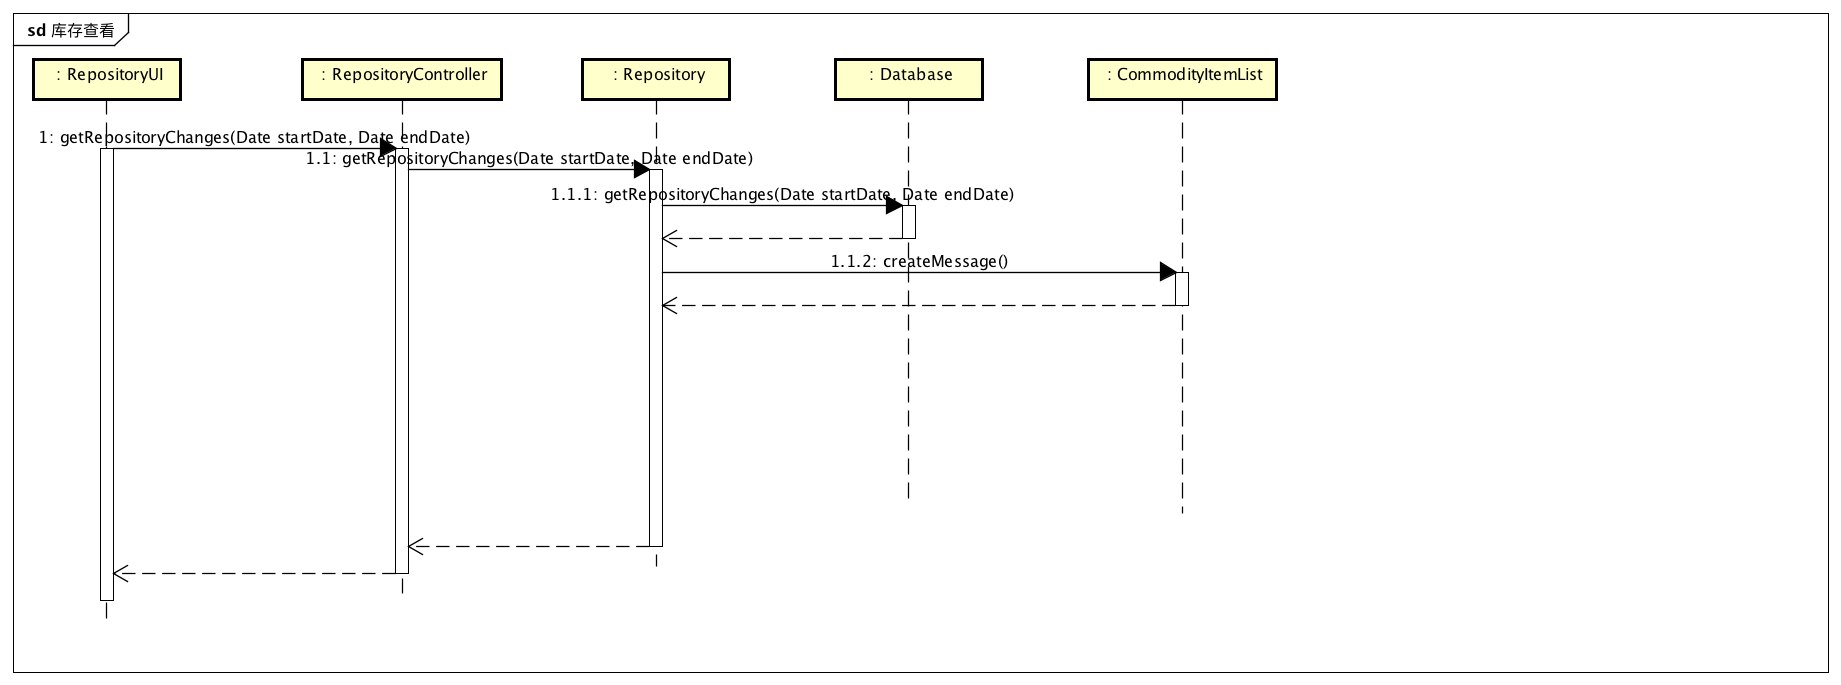 sd 库存查看
: RepositoryUI
: RepositoryController
: Repository
: Database
: CommodityItemList
1: getRepositoryChanges(Date startDate, Date endDate)
1.1: getRepositoryChanges(Date startDate, Date endDate)
1.1.1: getRepositoryChanges(Date startDate, Date endDate)
1.1.2: createMessage()